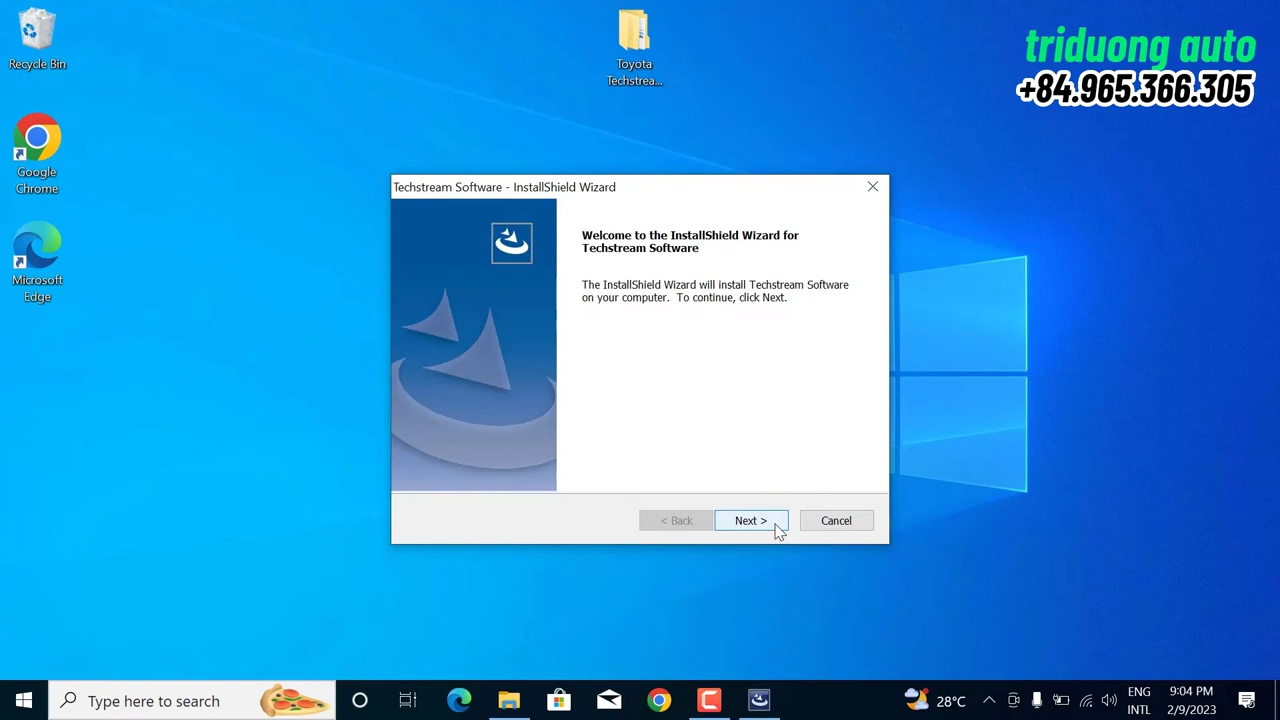 Recycle Bin
Google
Chrome
Microsoft
Edge
Toyota
Techstrea...
triduong auto
+84.965.366.305
Techstream Software - InstallShield Wizard
Welcome to the InstallShield Wizard for
Techstream Software
The InstallShield Wizard will install Techstream Software
on your computer. To continue, click Next.
< Back
Next >
Cancel
Type here to search
28°C
ENG
INTL
9:04 PM
2/9/2023